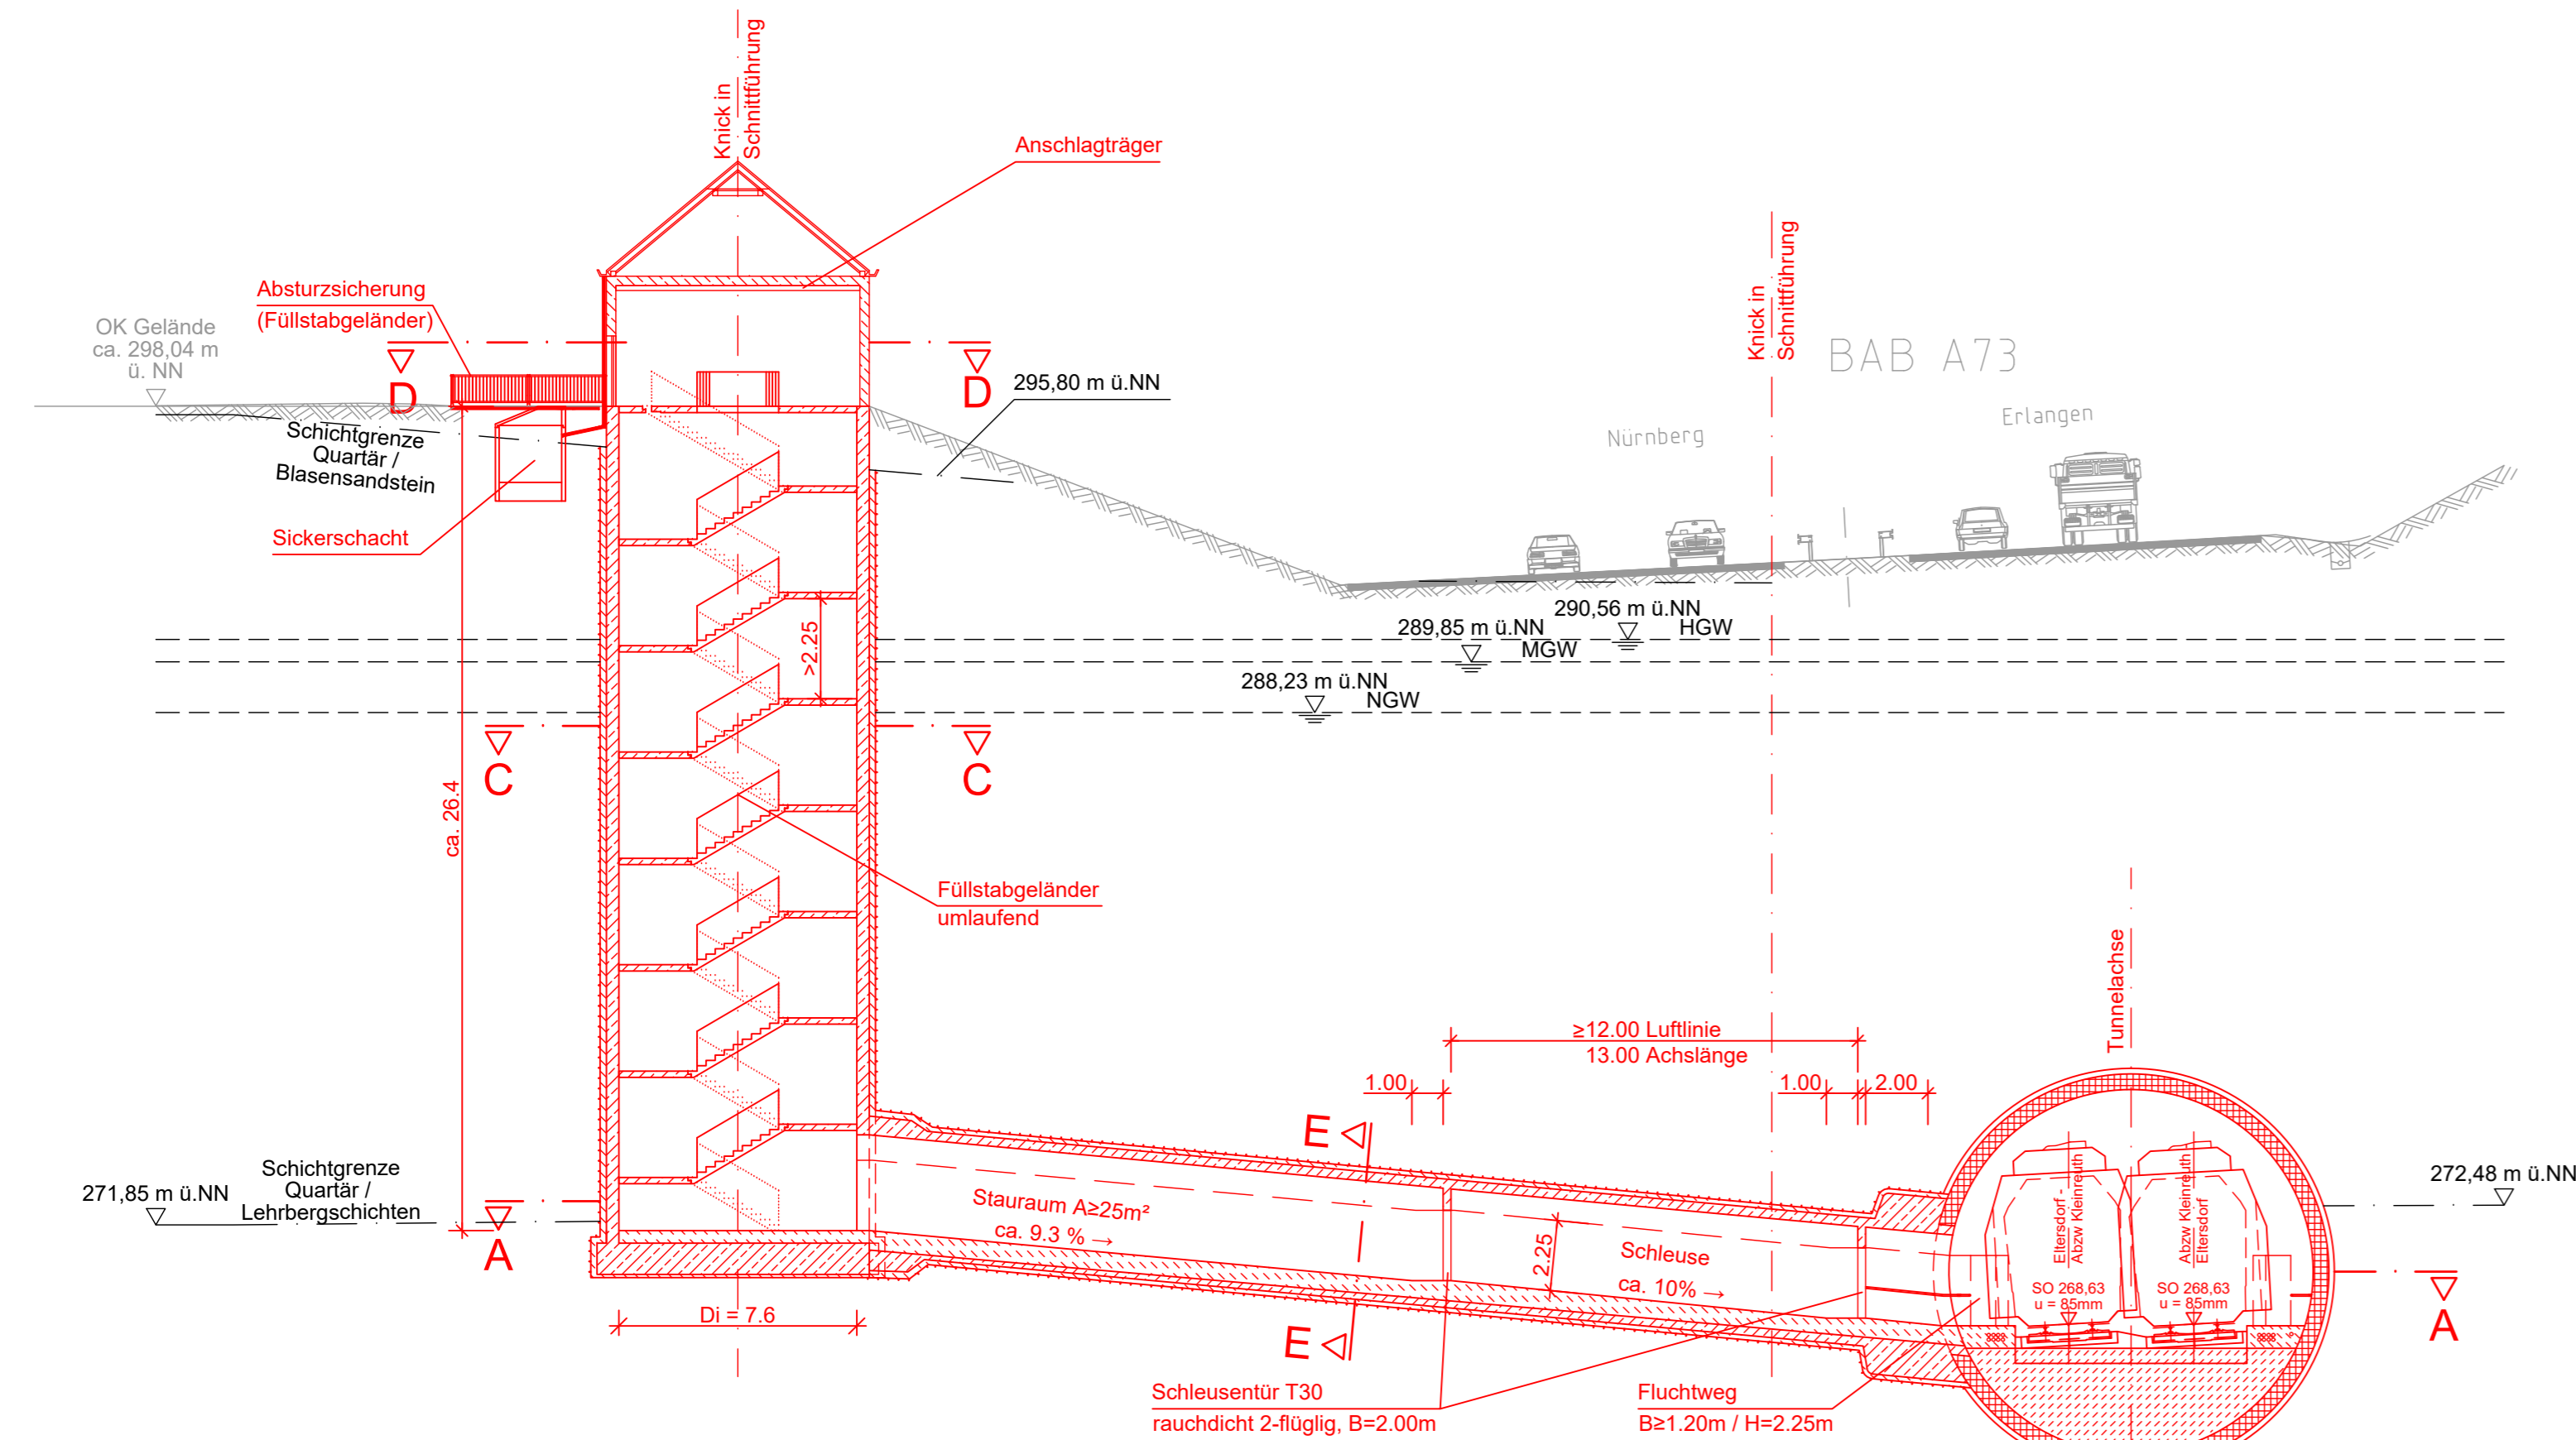 Knick in
Schnittführung
Anschlagträger
Absturzsicherung
(Füllstabgeländer)
OK Gelände
ca. 298,04 m
ü. NN
D
D
295,80 m ü.NN
Knick in
Schnittführung
BAB A73
Nürnberg
Erlangen
Schichtgrenze
Quartär /
Blasensandstein
Sickerschacht
>2.25
290,56 m ü.NN
HGW
289,85 m ü.NN
MGW
288,23 m ü.NN
NGW
C
C
ca. 26.4
Füllstabgeländer
umlaufend
Tunnelachse
≥12.00 Luftlinie
13.00 Achslänge
1.00
1.00
2.00
E
271,85 m ü.NN
Schichtgrenze
Quartär /
Lehrbergschichten
A
Stauraum A≥25m²
ca. 9.3 % →
2.25
Schleuse
ca. 10% →
Eltersdorf -
Abzw Kleinreuth
Abzw Kleinreuth
Eltersdorf
SO 268,63
u = 85mm
SO 268,63
u = 85mm
272,48 m ü.NN
A
Di = 7.6
E
Schleusentür T30
rauchdicht 2-flüglig, B=2.00m
Fluchtweg
B≥1.20m / H=2.25m